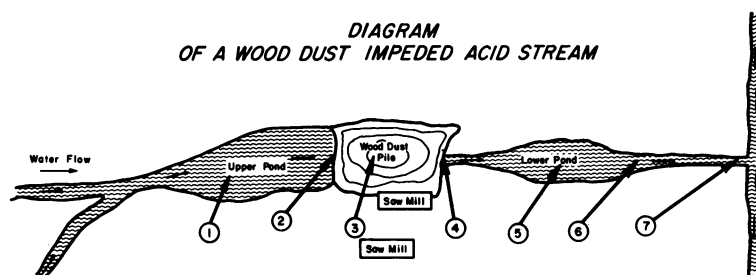 DIAGRAM
OF A WOOD DUST IMPEDED ACID STREAM
Water Flow
Upper Pond
Wood Dust
Pile
Lower Pond
Saw Mill
Saw Mill
1
2
3
4
5
6
7